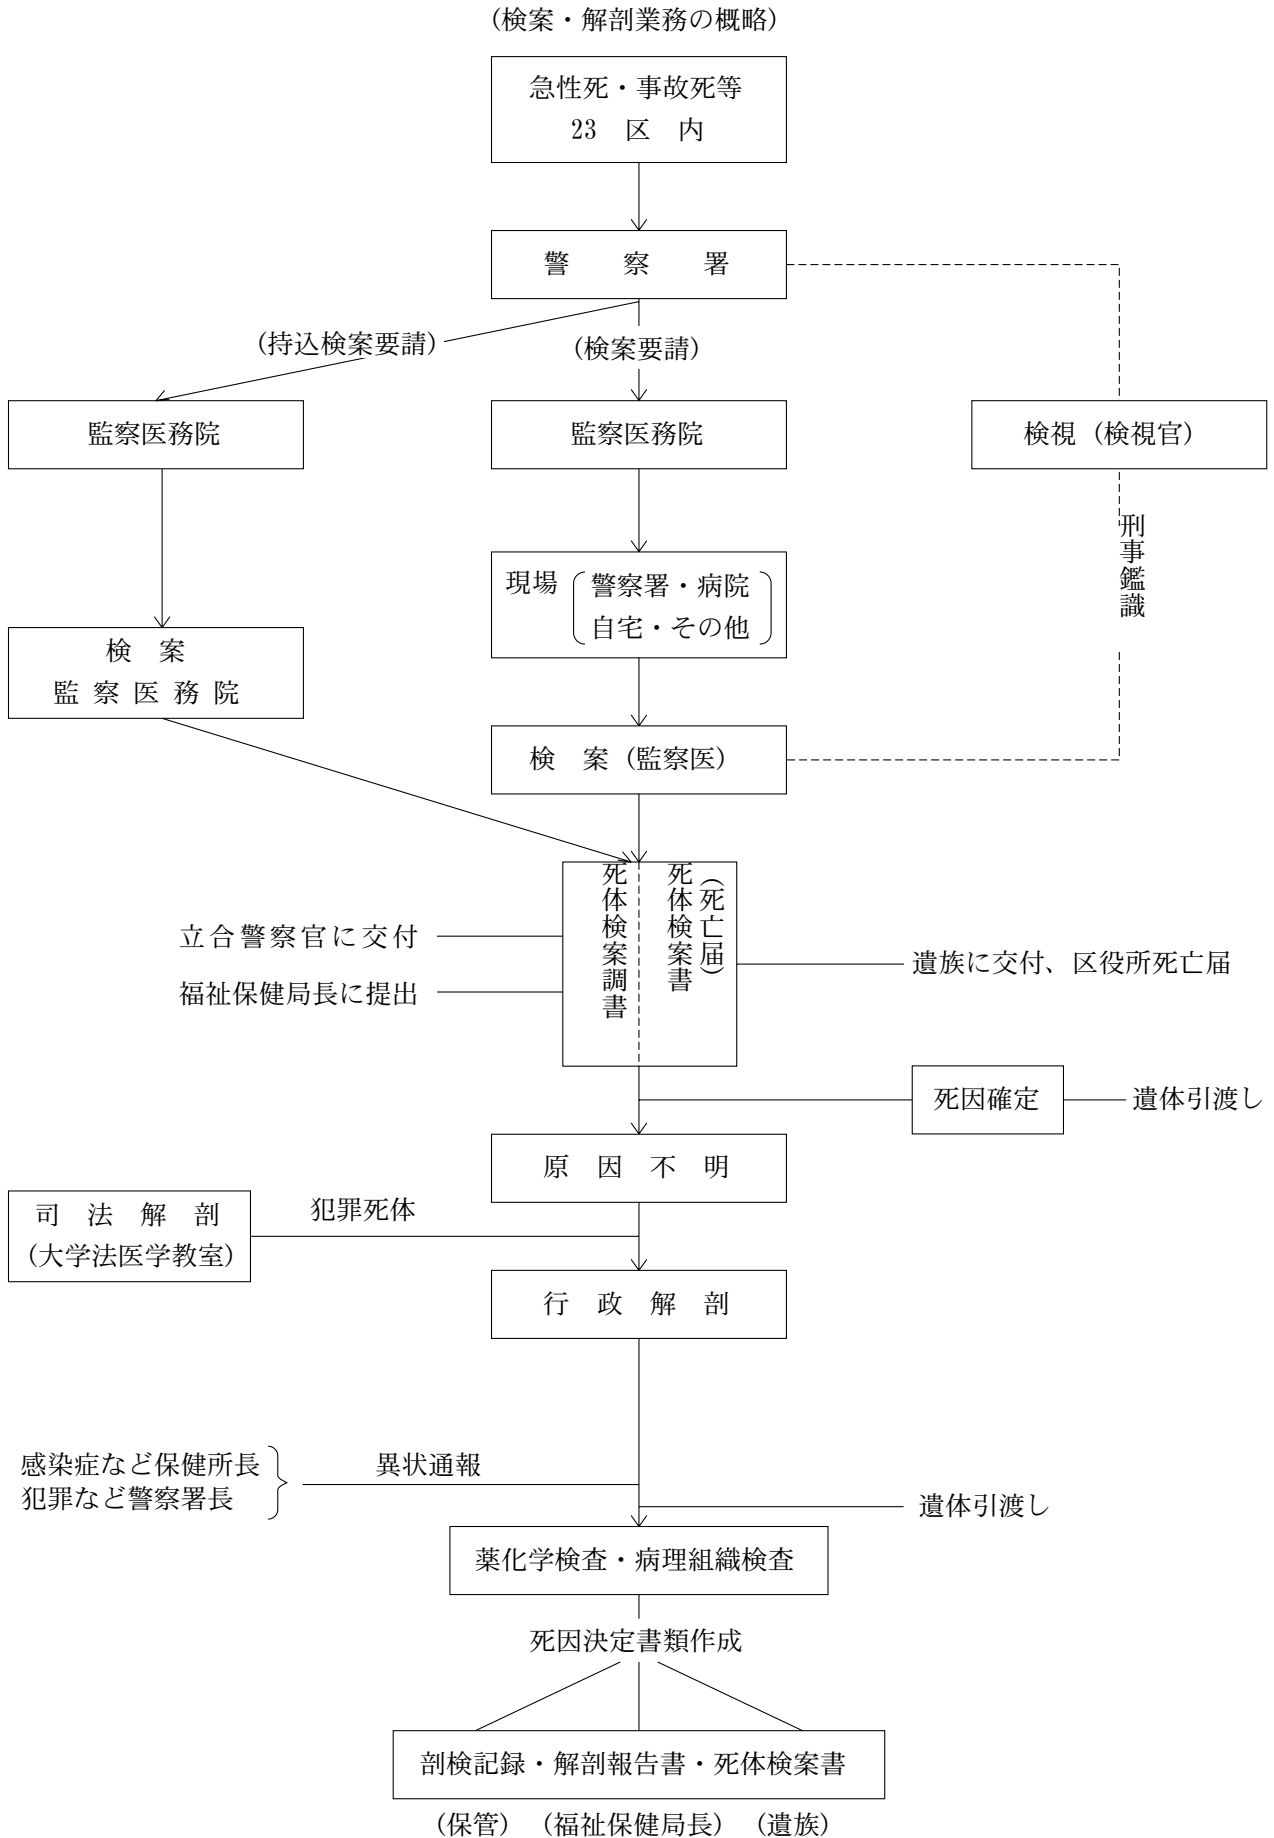 (検案・解剖業務の概略)
急性死・事故死等
23 区 内
警 察 署
(持込検案要請)
(検案要請)
監察医務院
監察医務院
検視(検視官)
刑事鑑識
現場
警察署・病院
自宅・その他
検 案
監 察 医 務 院
検 案(監察医)
死体検案調書
死体検案書
(死亡届)
立合警察官に交付
福祉保健局長に提出
遺族に交付、区役所死亡届
死因確定
遺体引渡し
原 因 不 明
司 法 解 剖
(大学法医学教室)
犯罪死体
行 政 解 剖
感染症など保健所長
犯罪など警察署長
異状通報
遺体引渡し
薬化学検査・病理組織検査
死因決定書類作成
剖検記録・解剖報告書・死体検案書
(保管) (福祉保健局長) (遺族)